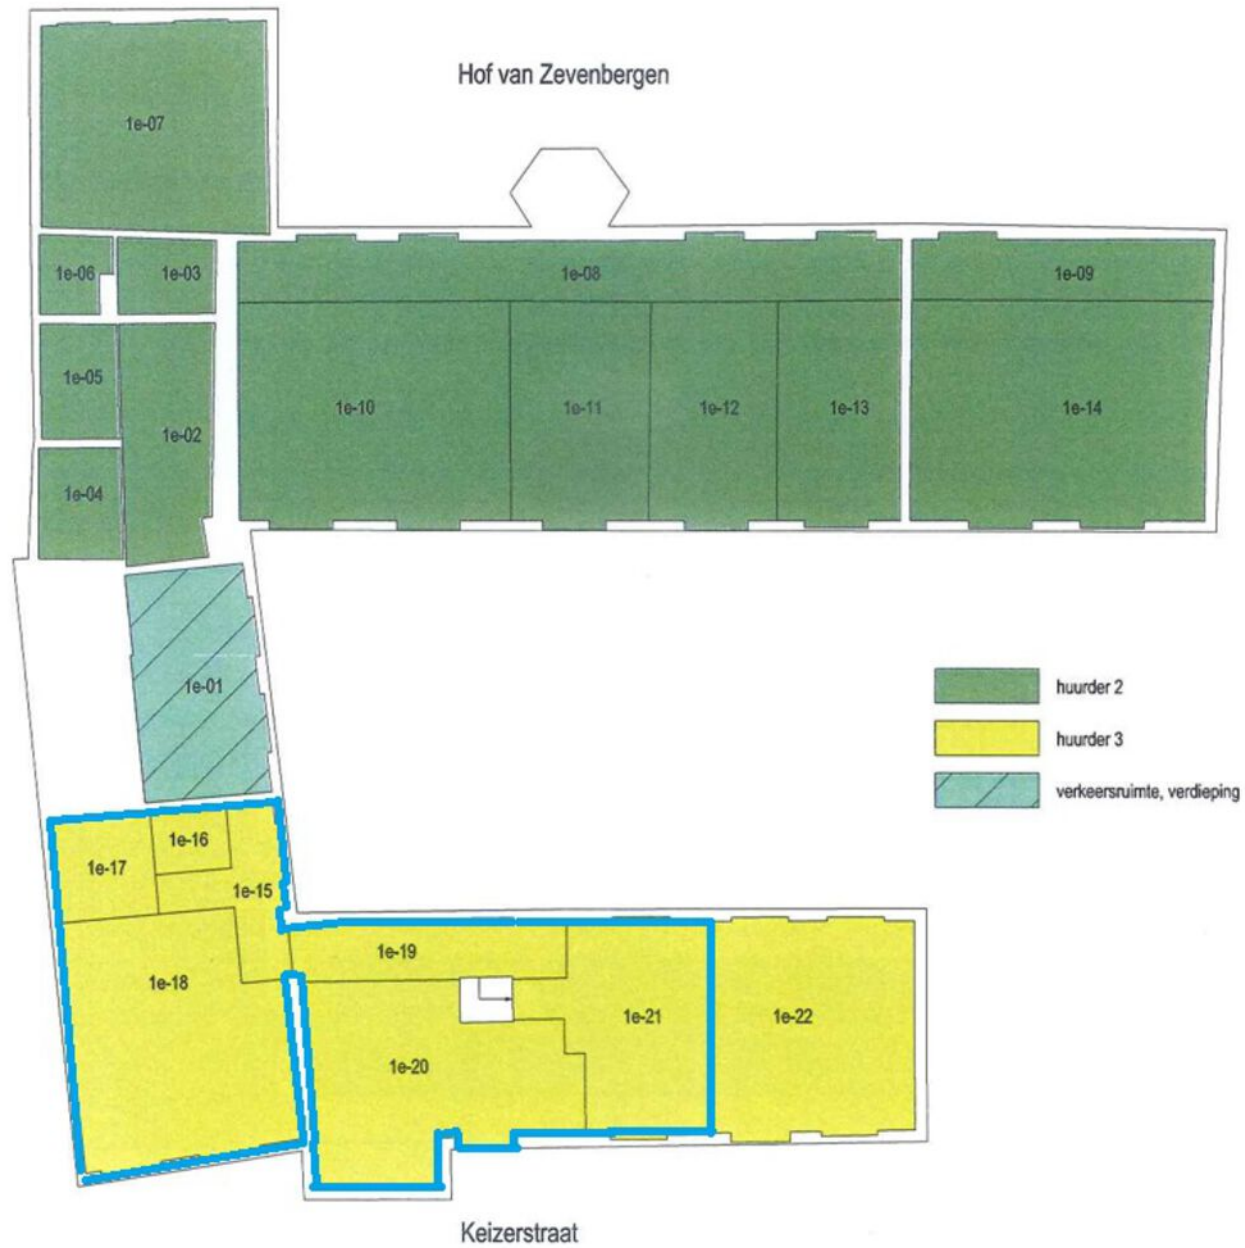 Hof van Zevenbergen
1e-07
1e-06
1e-03
1e-08
1e-09
1e-05
1e-02
1e-10
1e-11
1e-12
1e-13
1e-14
1e-04
1e-01
huurder 2
huurder 3
verkeersruimte, verdieping
1e-17
1e-16
1e-15
1e-18
1e-19
1e-21
1e-22
1e-20
Keizerstraat